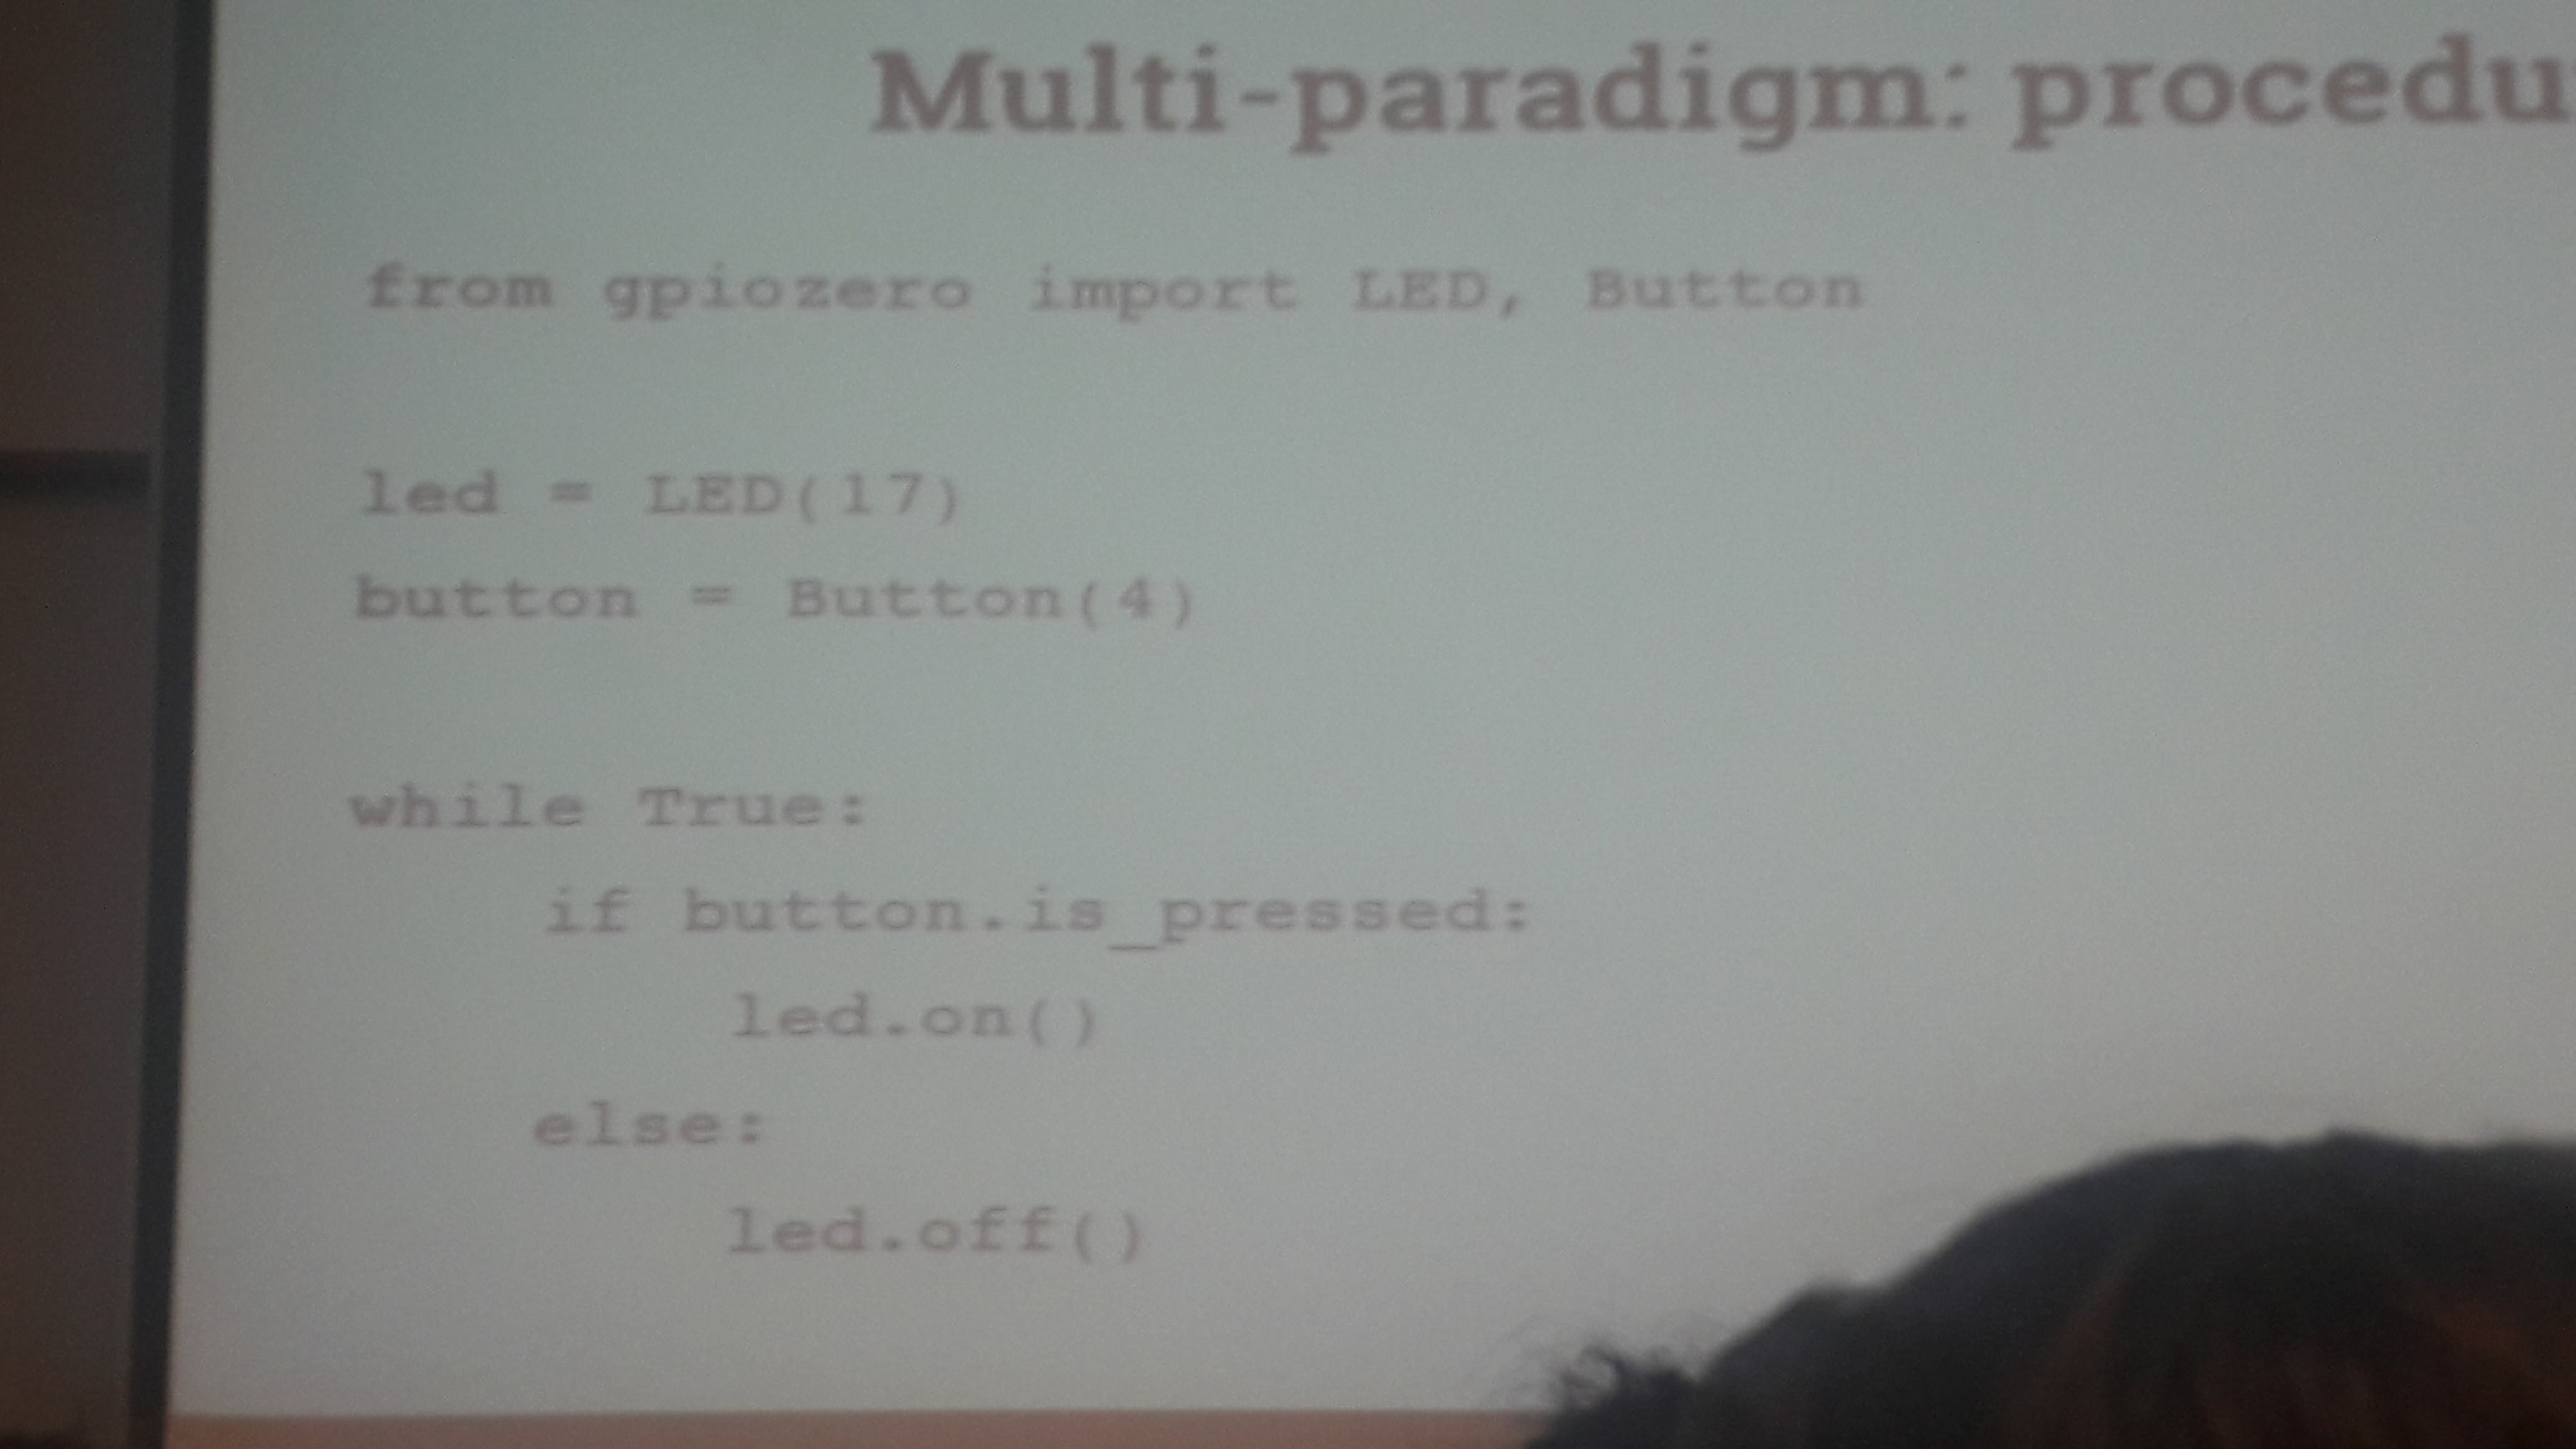 Multi-paradigm: procedu
from gpiozero import LED, Button
led = LED(17)
button = Button(4)
while True:
if button.is_pressed:
led.on()
else:
led.off()